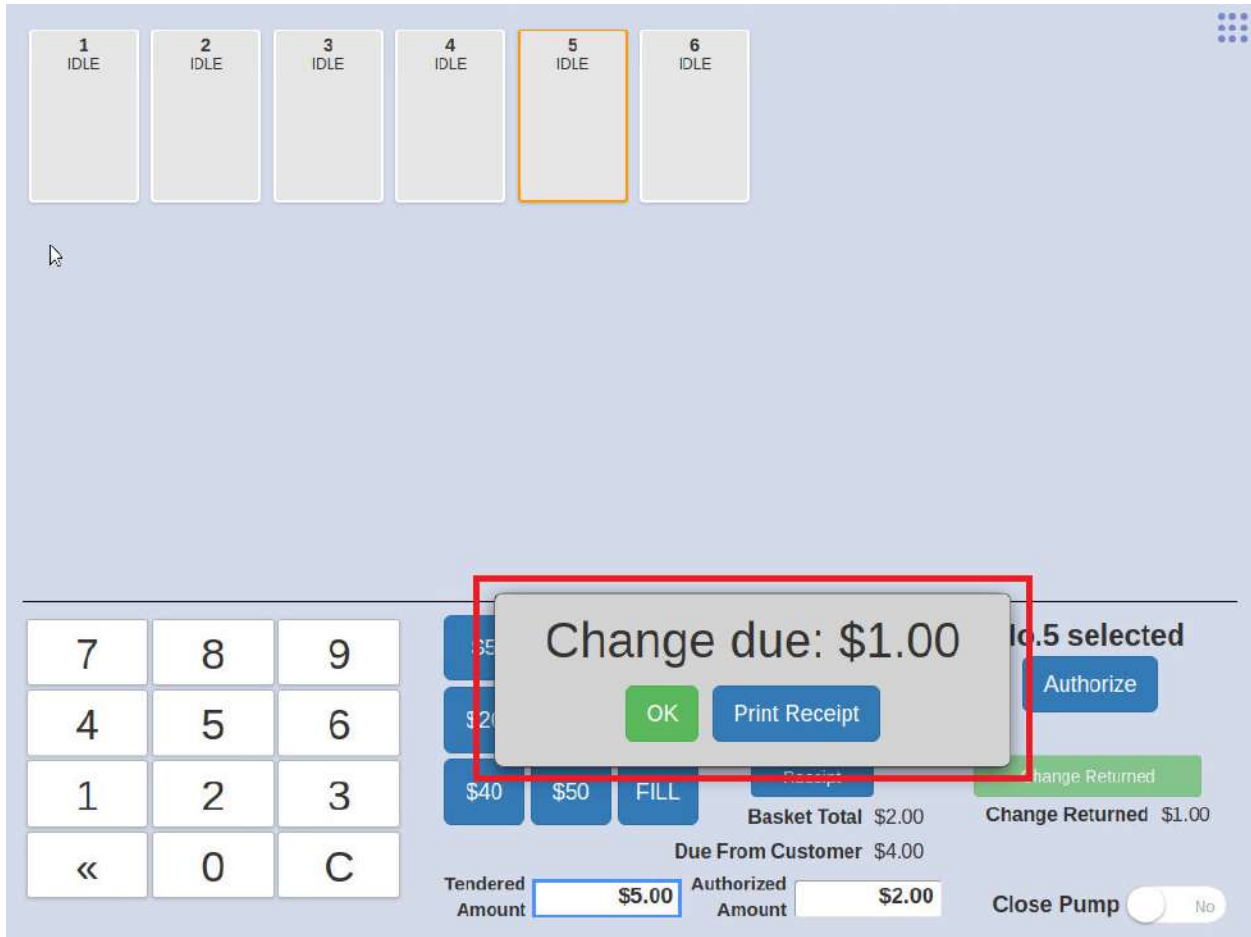 1
IDLE
2
IDLE
3
IDLE
4
IDLE
5
IDLE
6
IDLE
7 8 9
4 5 6
1 2 3
« 0 C
Change due: $1.00
OK Print Receipt
o.5 selected
Authorize
$40 $50 FILL
Receipt
Change Returned
Basket Total $2.00
Change Returned $1.00
Due From Customer $4.00
Tendered
Amount
$5.00
Authorized
Amount
$2.00
Close Pump No